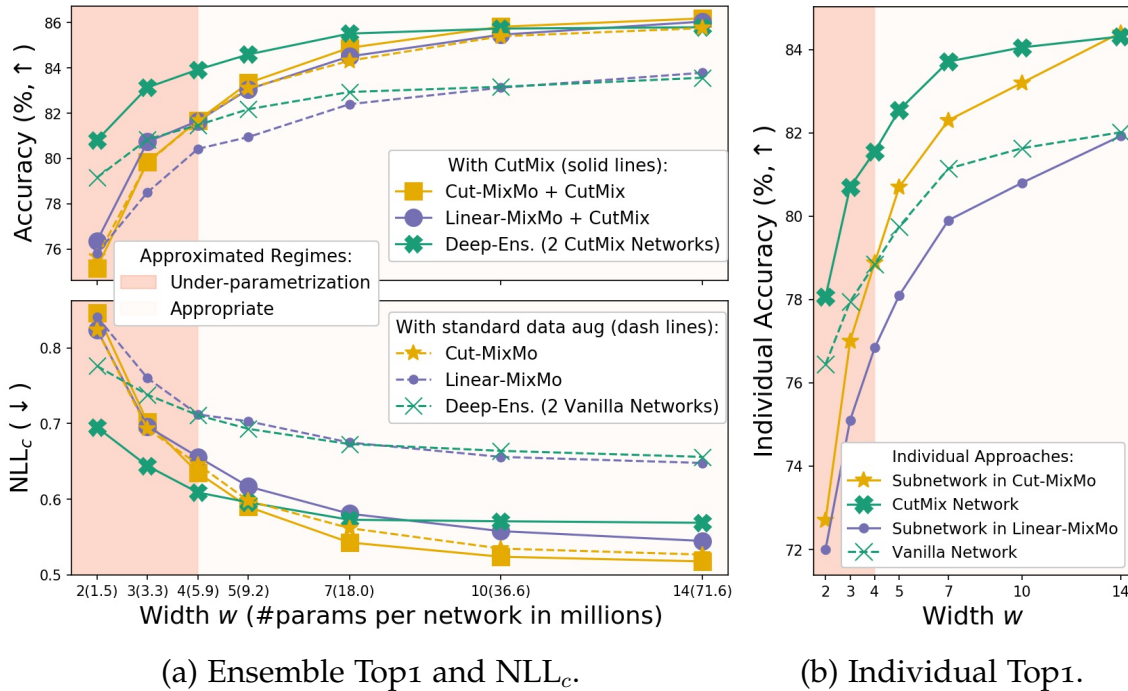 Accuracy (%, ↑)
86
84
82
80
78
76
With CutMix (solid lines):
Cut-MixMo + CutMix
Linear-MixMo + CutMix
Deep-Ens. (2 CutMix Networks)
Approximated Regimes:
Under-parametrization
Appropriate
NLLc (↓)
0.8
0.7
0.6
0.5
With standard data aug (dash lines):
Cut-MixMo
Linear-MixMo
Deep-Ens. (2 Vanilla Networks)
2(1.5) 3(3.3) 4(5.9) 5(9.2) 7(18.0) 10(36.6) 14(71.6)
Width w (#params per network in millions)
(a) Ensemble Top1 and NLLc.
Individual Accuracy (%, ↑)
84
82
80
78
76
74
72
Individual Approaches:
Subnetwork in Cut-MixMo
CutMix Network
Subnetwork in Linear-MixMo
Vanilla Network
2 3 4 5 7 10 14
Width w
(b) Individual Top1.